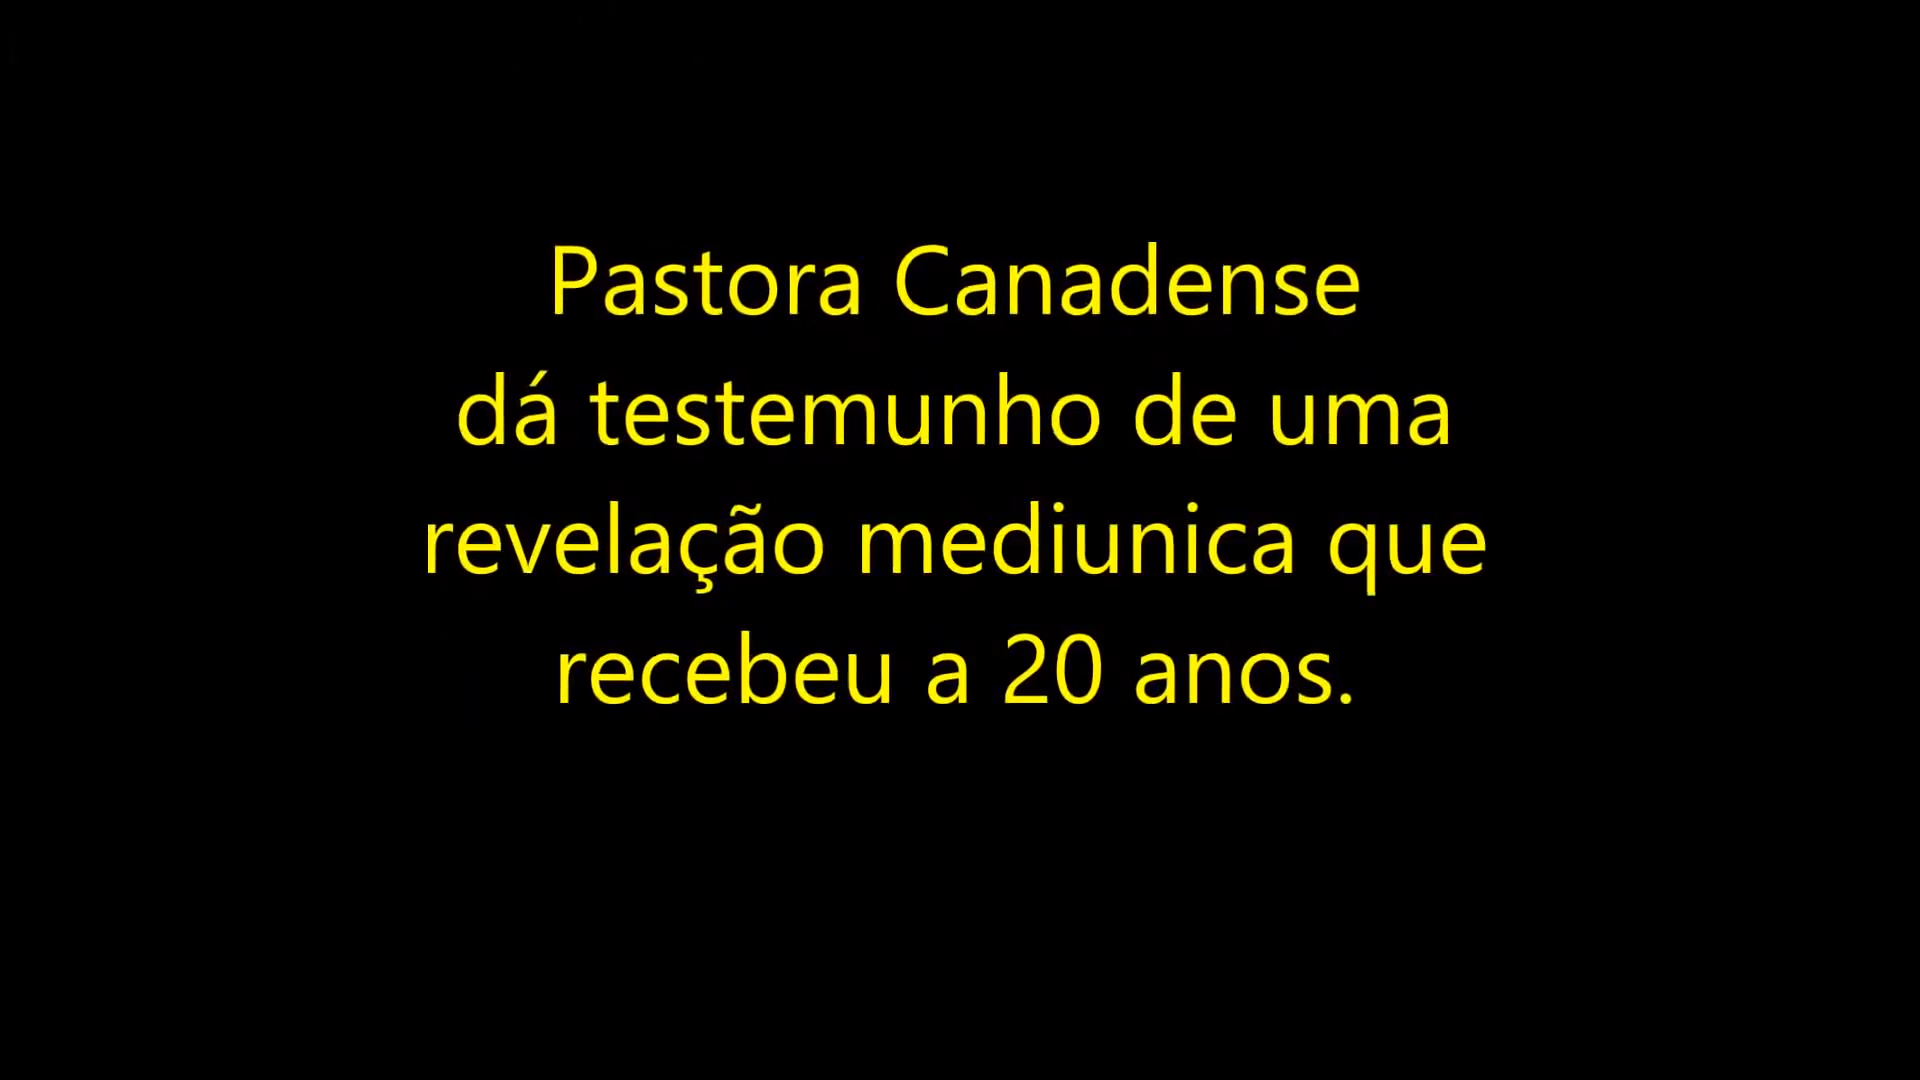 Pastora Canadense
dá testemunho de uma
revelação mediunica que
recebeu a 20 anos.